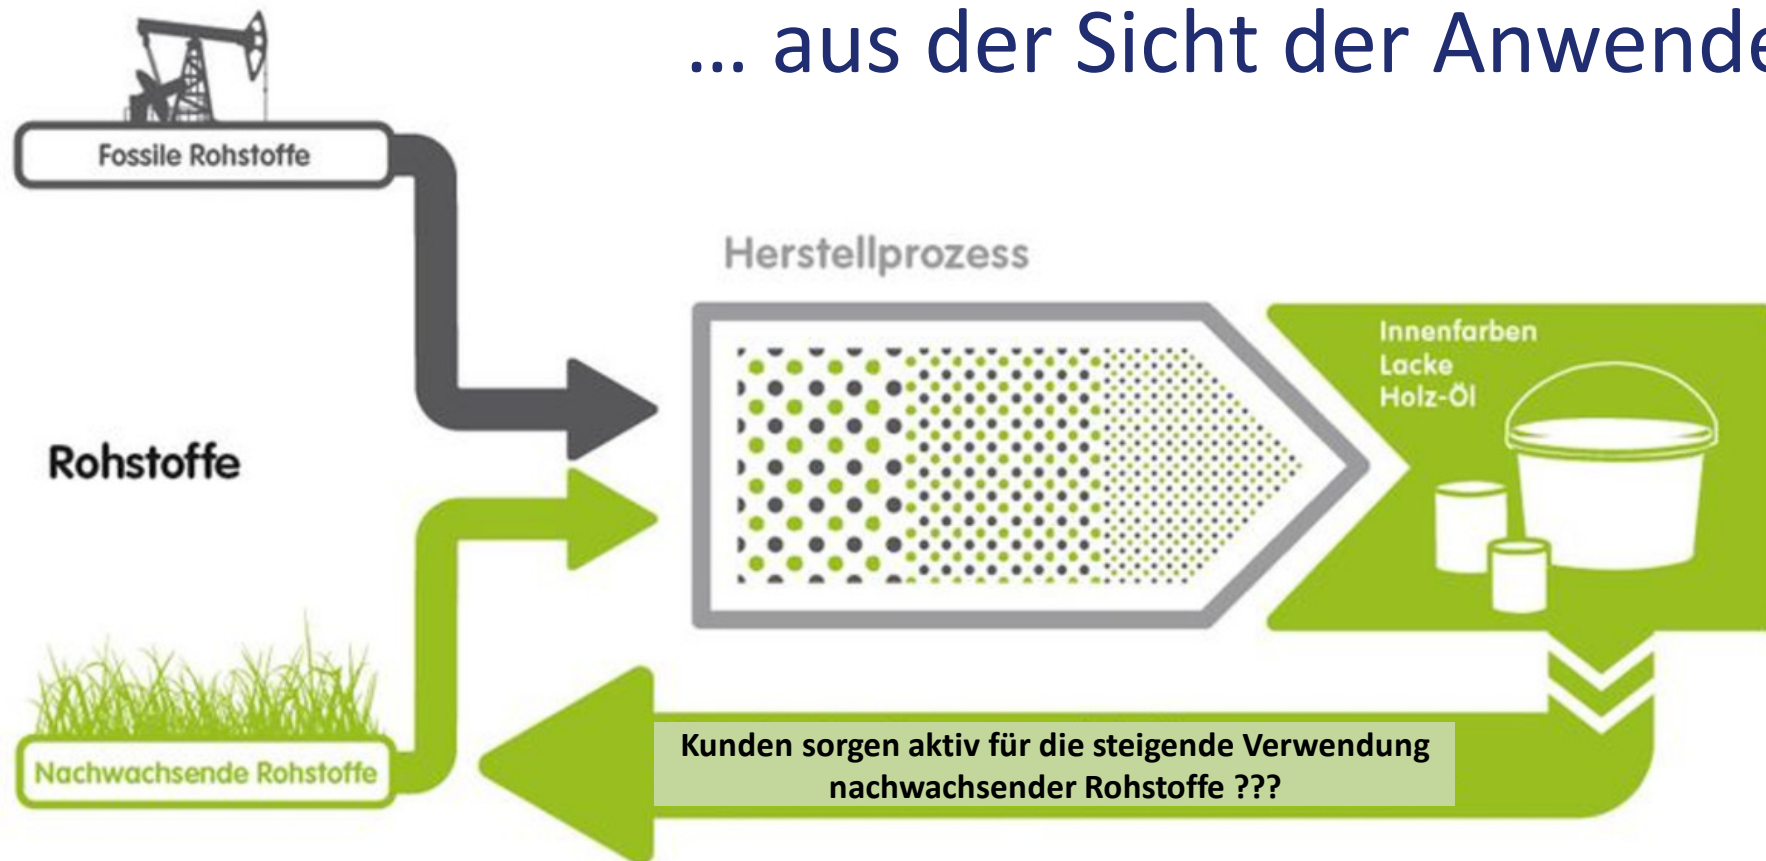 ... aus der Sicht der Anwende
Fossile Rohstoffe
Herstellprozess
Innenfarben
Lacke
Holz-Öl
Rohstoffe
Kunden sorgen aktiv für die steigende Verwendung
nachwachsender Rohstoffe ???
Nachwachsende Rohstoffe